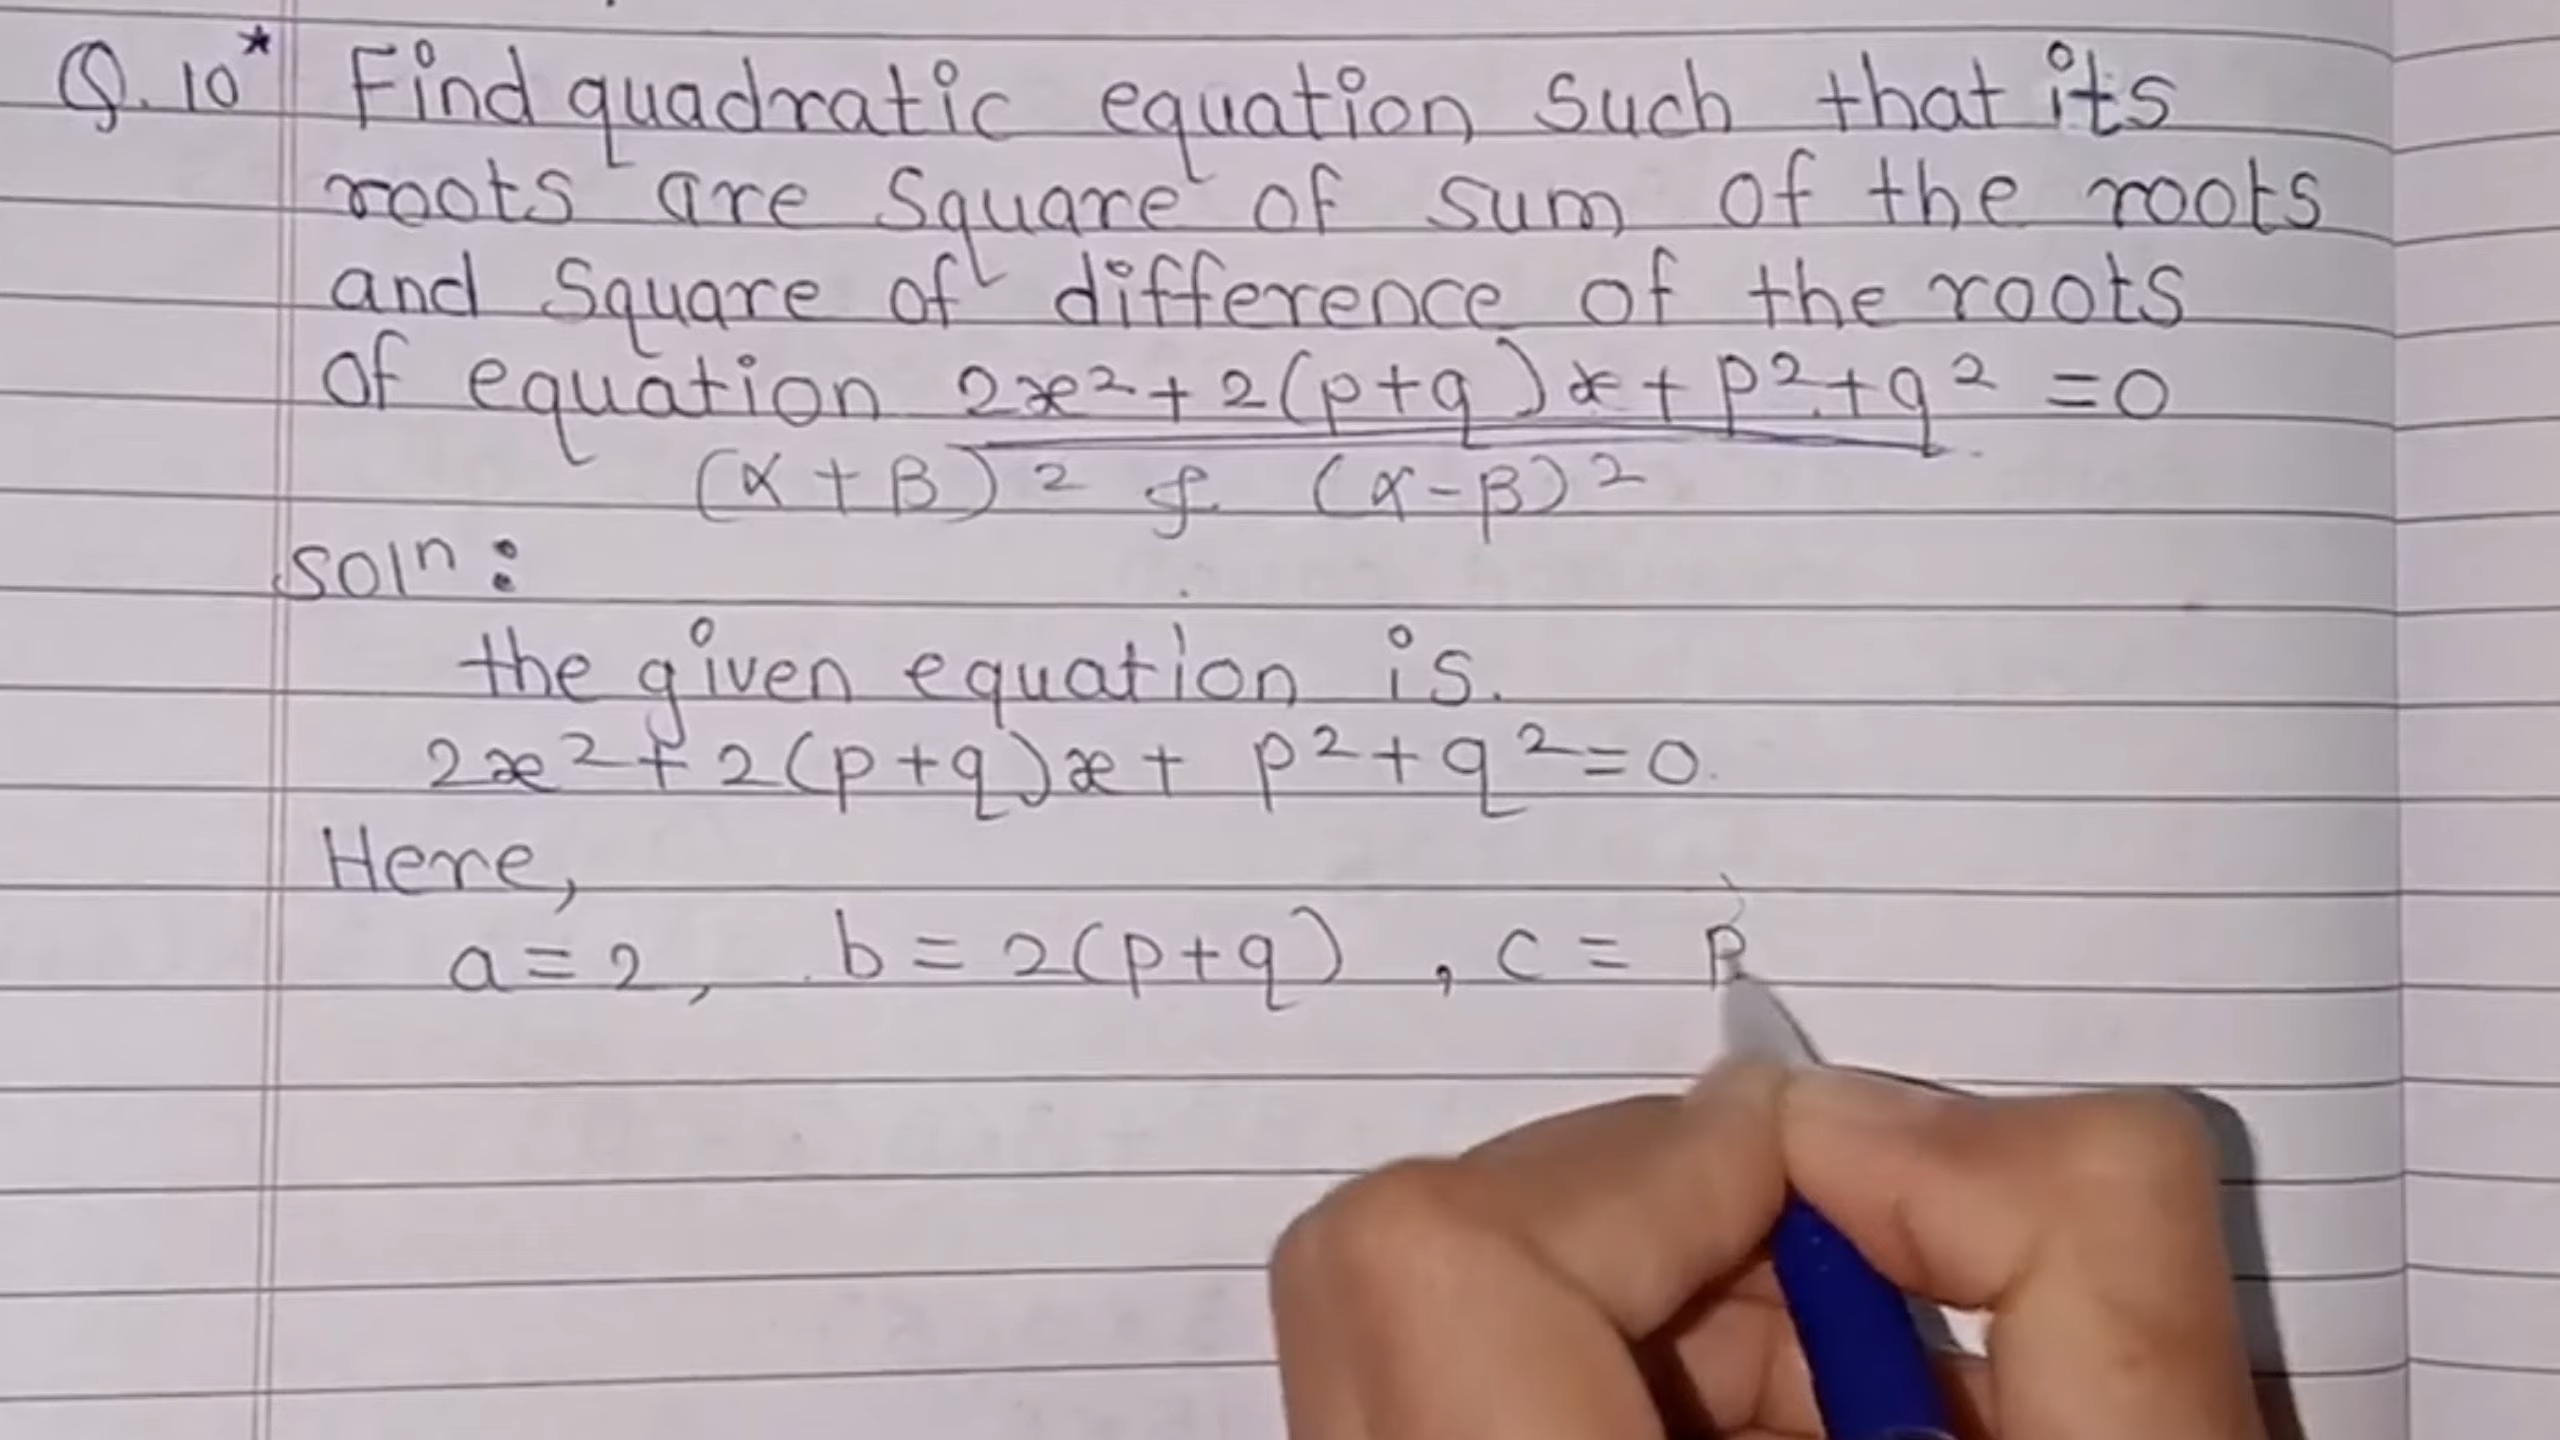 Q.10* Find quadratic equation such that its
roots are square of sum of the roots
and square of difference of the roots
of equation 2x²+2(p+q)x+p²+q²=0
(α+β)² & (α-β)²
Solⁿ:
the given equation is.
2x²+2(p+q)x+p²+q²=0.
Here,
a=2, b=2(p+q), c=p